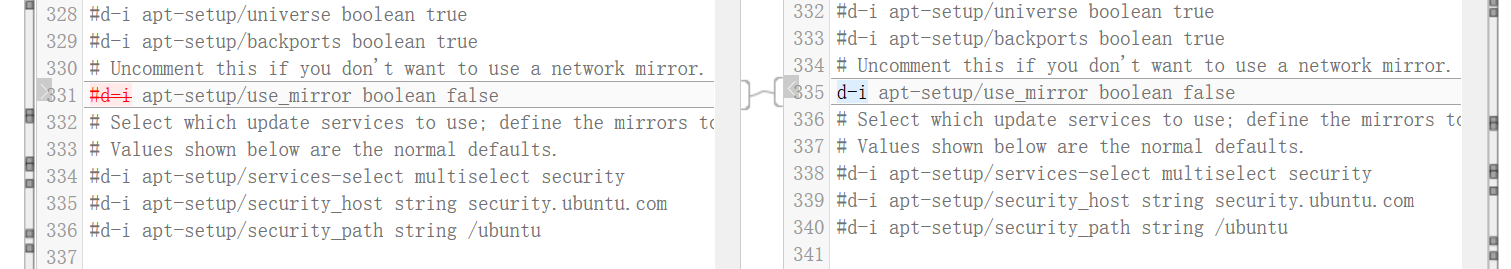 328 #d-i apt-setup/universe boolean true
329 #d-i apt-setup/backports boolean true
330 # Uncomment this if you don't want to use a network mirror.
331 #d-i apt-setup/use_mirror boolean false
332 # Select which update services to use; define the mirrors to
333 # Values shown below are the normal defaults.
334 #d-i apt-setup/services-select multiselect security
335 #d-i apt-setup/security_host string security.ubuntu.com
336 #d-i apt-setup/security_path string /ubuntu
337
332 #d-i apt-setup/universe boolean true
333 #d-i apt-setup/backports boolean true
334 # Uncomment this if you don't want to use a network mirror.
335 d-i apt-setup/use_mirror boolean false
336 # Select which update services to use; define the mirrors to
337 # Values shown below are the normal defaults.
338 #d-i apt-setup/services-select multiselect security
339 #d-i apt-setup/security_host string security.ubuntu.com
340 #d-i apt-setup/security_path string /ubuntu
341